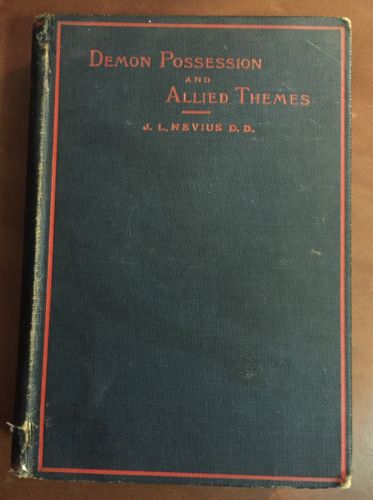 DEMON POSSESSION
AND
ALLIED THEMES
J. L. NEVIUS D. D.